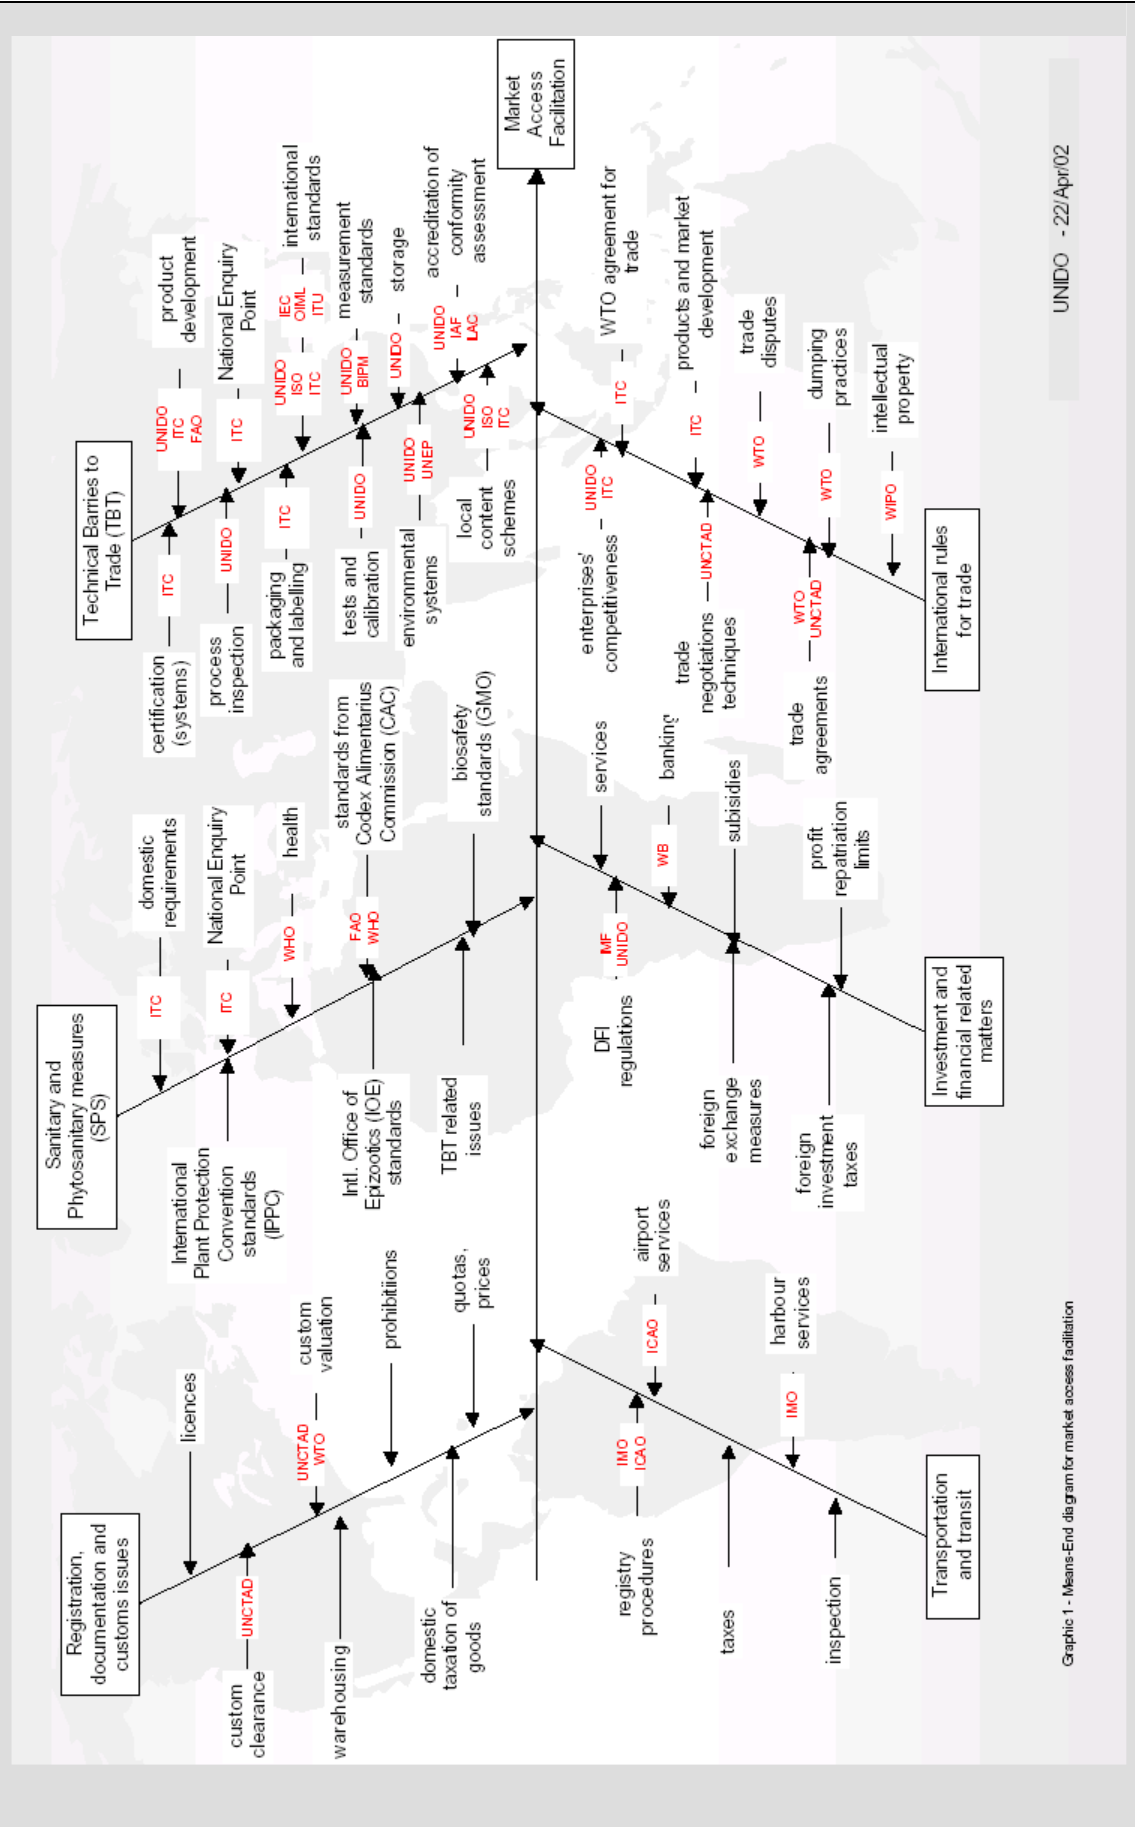 Registration,
documentation and
customs issues
licences
custom
clearance
UNCTAD
custom
valuation
UNCTAD
WTO
warehousing
prohibitiions
domestic
taxation of
goods
quotas,
prices
Sanitary and
Phytosanitary measures
(SPS)
domestic
requirements
ITC
National Enquiry
Point
ITC
International
Plant Protection
Convention
standards
(IPPC)
health
WHO
standards from
Codex Alimentarius
Commission (CAC)
FAO
WHO
Intl. Office of
Epizootics (IOE)
standards
biosafety
standards (GMO)
TBT related
issues
Technical Barries to
Trade (TBT)
product
development
UNIDO
ITC
FAO
certification
(systems)
ITC
National Enquiry
Point
ITC
process
inspection
UNIDO
international
standards
UNIDO
ISO
ITC
IEC
OIML
ITU
packaging
and labelling
ITC
measurement
standards
UNIDO
BIPM
tests and
calibration
UNIDO
storage
UNIDO
environmental
systems
UNIDO
UNEP
accreditation of
conformity
assessment
UNIDO
IAF
LAC
local
content
schemes
UNIDO
ISO
ITC
Market
Access
Facilitation
Transportation
and transit
registry
procedures
IMO
ICAO
airport
services
ICAO
taxes
harbour
services
IMO
inspection
Investment and
financial related
matters
services
DFI
regulations
IMF
UNIDO
banking
WB
subisidies
foreign
exchange
measures
profit
repatriation
limits
foreign
investment
taxes
International rules
for trade
enterprises'
competitiveness
UNIDO
ITC
WTO agreement for
trade
ITC
products and market
development
ITC
trade
negotiations
techniques
UNCTAD
trade
disputes
WTO
trade
agreements
WTO
UNCTAD
dumping
practices
WTO
intellectual
property
WIPO
Graphic 1 - Means-End diagram for market access facilitation
UNIDO - 22/Apr/02